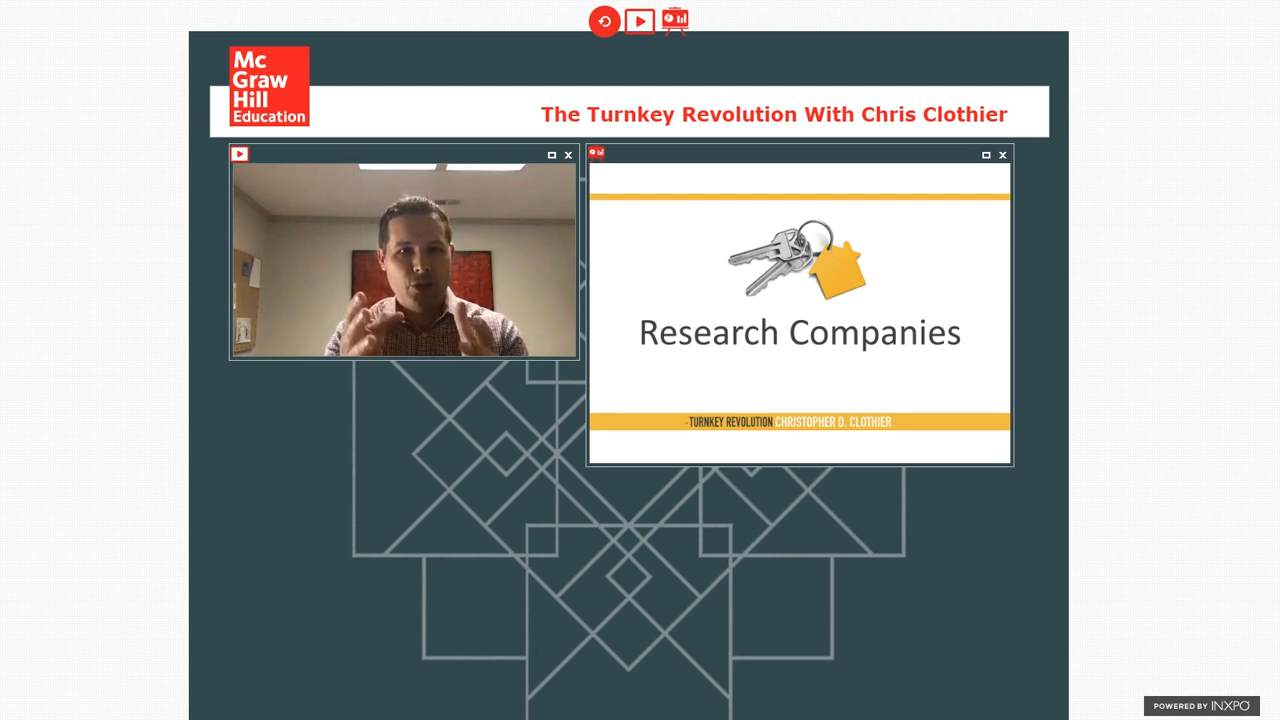 Mc
Graw
Hill
Education
The Turnkey Revolution With Chris Clothier
Research Companies
- TURNKEY REVOLUTION CHRISTOPHER D. CLOTHIER
POWERED BY INXPO